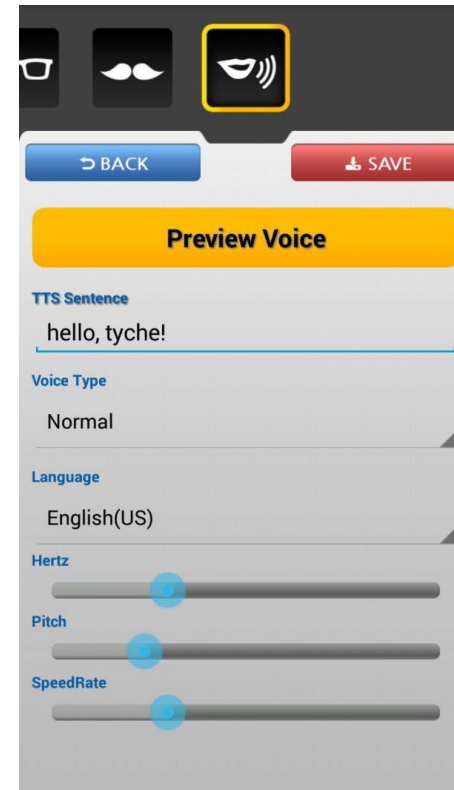 BACK
SAVE
Preview Voice
TTS Sentence
hello, tyche!
Voice Type
Normal
Language
English(US)
Hertz
Pitch
SpeedRate